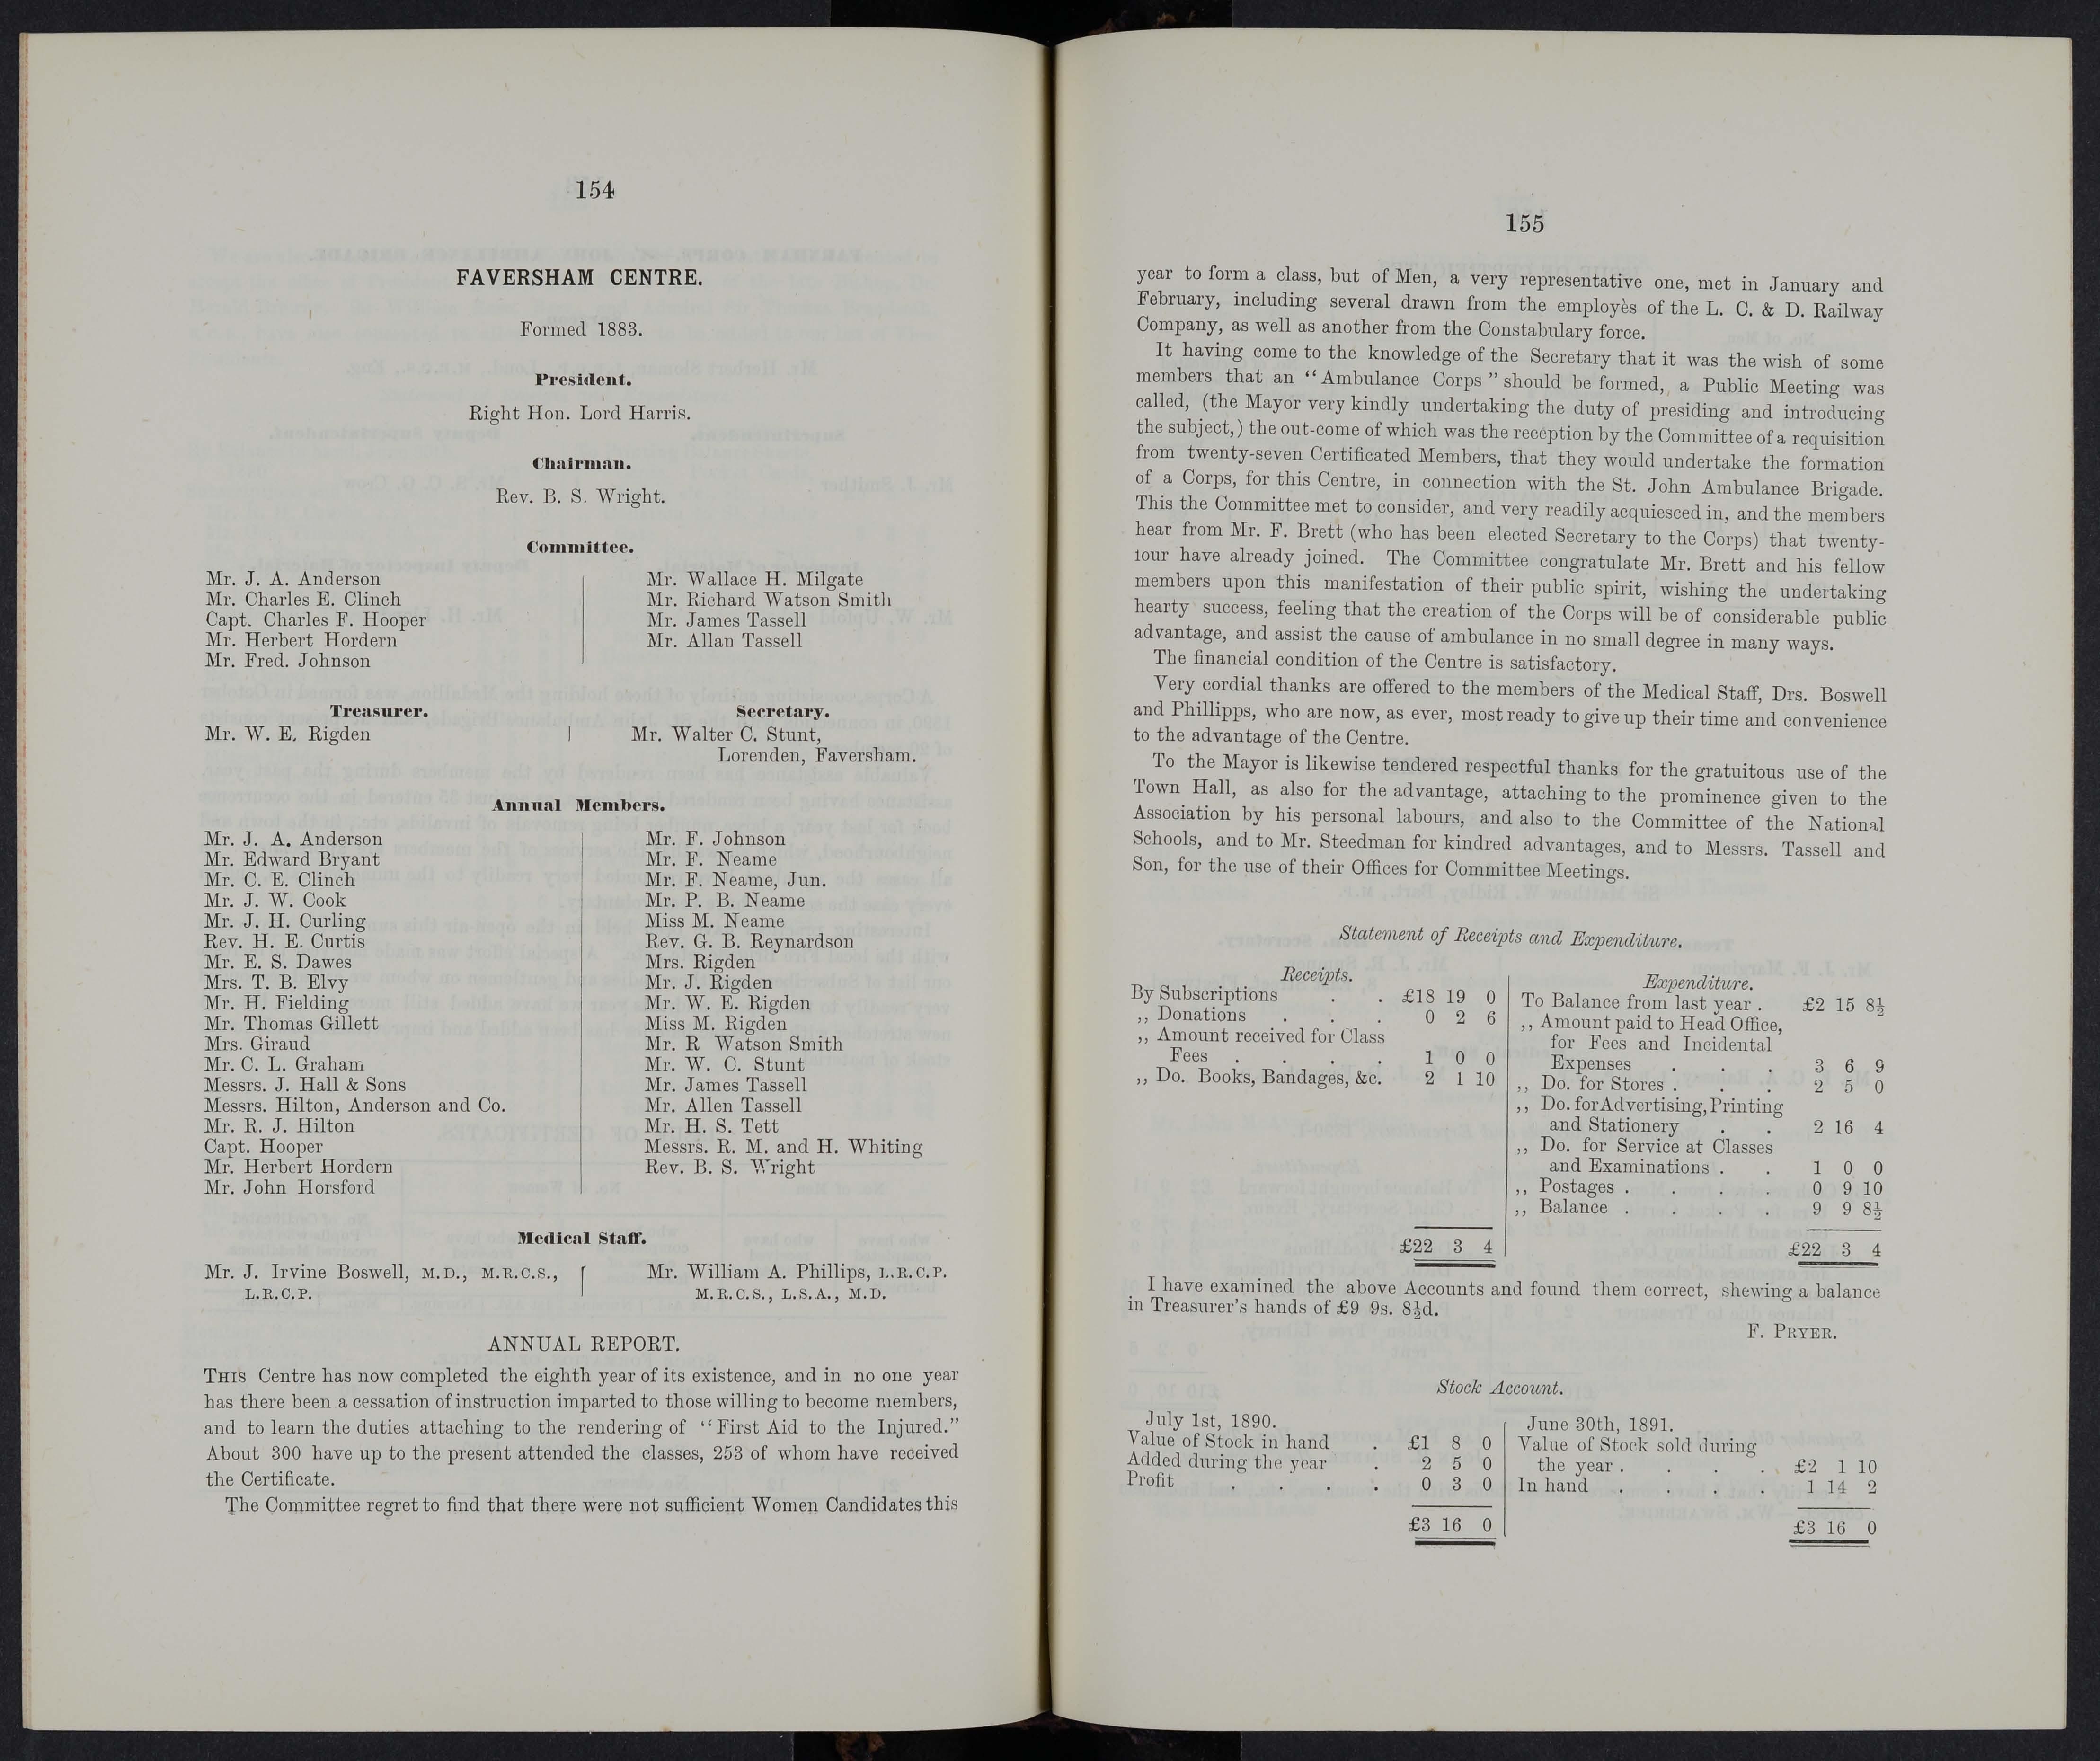 154
FAVERSHAM CENTRE.
Formed 1883.
President.
Right Hon. Lord Harris.
Chairman.
Rev. B. S. Wright.
Committee.
Mr. J. A. Anderson
Mr. Charles E. Clinch
Capt. Charles F. Hooper
Mr. Herbert Hordern
Mr. Fred. Johnson
Mr. Wallace H. Milgate
Mr. Richard Watson Smith
Mr. James Tassell
Mr. Allan Tassell
Treasurer.
Mr. W. E. Rigden
Secretary.
Mr. Walter C. Stunt,
Lorenden, Faversham.
Annual Members.
Mr. J. A. Anderson
Mr. Edward Bryant
Mr. C. E. Clinch
Mr. J. W. Cook
Mr. J. H. Curling
Rev. H. E. Curtis
Mr. E. S. Dawes
Mrs. T. B. Elvy
Mr. H. Fielding
Mr. Thomas Gillett
Mrs. Giraud
Mr. C. L. Graham
Messrs. J. Hall & Sons
Messrs. Hilton, Anderson and Co.
Mr. R. J. Hilton
Capt. Hooper
Mr. Herbert Hordern
Mr. John Horsford
Mr. F. Johnson
Mr. F. Neame
Mr. F. Neame, Jun.
Mr. P. B. Neame
Miss M. Neame
Rev. G. B. Reynardson
Mrs. Rigden
Mr. J. Rigden
Mr. W. E. Rigden
Miss M. Rigden
Mr. R Watson Smith
Mr. W. C. Stunt
Mr. James Tassell
Mr. Allen Tassell
Mr. H. S. Tett
Messrs. R. M. and H. Whiting
Rev. B. S. Wright
Medical Staff.
Mr. J. Irvine Boswell, M.D., M.R.C.S.,
L.R.C.P.
Mr. William A. Phillips, L.R.C.P.
M.R.C.S., L.S.A., M.D.
ANNUAL REPORT.
THIS Centre has now completed the eighth year of its existence, and in no one year
has there been a cessation of instruction imparted to those willing to become members,
and to learn the duties attaching to the rendering of "First Aid to the Injured."
About 300 have up to the present attended the classes, 253 of whom have received
the Certificate.
The Committee regret to find that there were not sufficient Women Candidates this
155
year to form a class, but of Men, a very representative one, met in January and
February, including several drawn from the employès of the L. C. & D. Railway
Company, as well as another from the Constabulary force.
It having come to the knowledge of the Secretary that it was the wish of some
members that an "Ambulance Corps" should be formed, a Public Meeting was
called, (the Mayor very kindly undertaking the duty of presiding and introducing
the subject,) the out-come of which was the reception by the Committee of a requisition
from twenty-seven Certificated Members, that they would undertake the formation
of a Corps, for this Centre, in connection with the St. John Ambulance Brigade.
This the Committee met to consider, and very readily acquiesced in, and the members
hear from Mr. F. Brett (who has been elected Secretary to the Corps) that twenty-
four have already joined. The Committee congratulate Mr. Brett and his fellow
members upon this manifestation of their public spirit, wishing the undertaking
hearty success, feeling that the creation of the Corps will be of considerable public
advantage, and assist the cause of ambulance in no small degree in many ways.
The financial condition of the Centre is satisfactory.
Very cordial thanks are offered to the members of the Medical Staff, Drs. Boswell
and Phillipps, who are now, as ever, most ready to give up their time and convenience
to the advantage of the Centre.
To the Mayor is likewise tendered respectful thanks for the gratuitous use of the
Town Hall, as also for the advantage, attaching to the prominence given to the
Association by his personal labours, and also to the Committee of the National
Schools, and to Mr. Steedman for kindred advantages, and to Messrs. Tassell and
Son, for the use of their Offices for Committee Meetings.
Statement of Receipts and Expenditure.
Receipts.
By Subscriptions . . £18 19 0
,, Donations . . . 0 2 6
,, Amount received for Class
Fees . . . . 1 0 0
,, Do. Books, Bandages, &c. 2 1 10
£22 3 4
Expenditure.
To Balance from last year . £2 15 8½
,, Amount paid to Head Office,
for Fees and Incidental
Expenses . . . 3 6 9
,, Do. for Stores . . . 2 5 0
,, Do. for Advertising, Printing
and Stationery . . 2 16 4
,, Do. for Service at Classes
and Examinations . . 1 0 0
,, Postages . . . . 0 9 10
,, Balance . . . . 9 9 8½
£22 3 4
I have examined the above Accounts and found them correct, shewing a balance
in Treasurer's hands of £9 9s. 8½d.
F. PRYER.
Stock Account.
July 1st, 1890.
Value of Stock in hand . £1 8 0
Added during the year . 2 5 0
Profit . . . . 0 3 0
£3 16 0
June 30th, 1891.
Value of Stock sold during
the year . . . . £2 1 10
In hand . . . . 1 14 2
£3 16 0